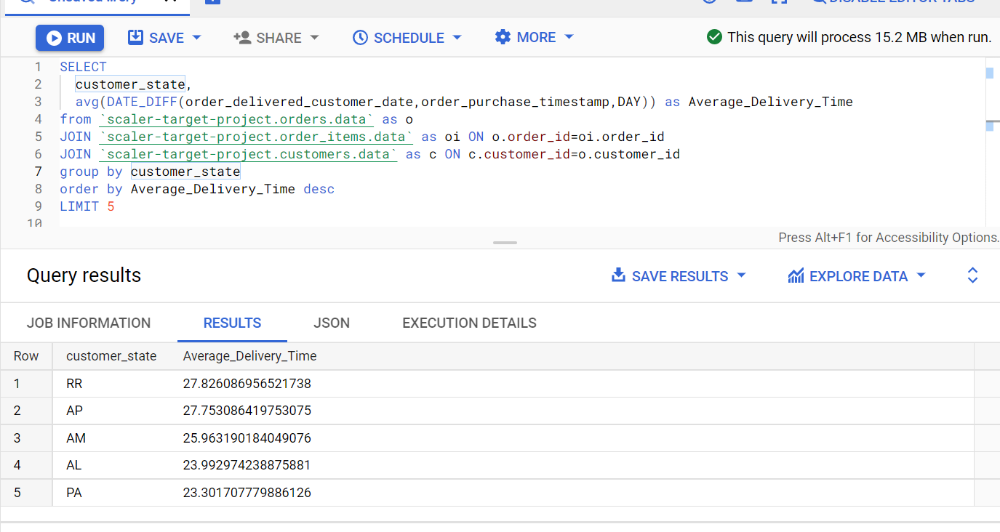 RUN SAVE SHARE SCHEDULE MORE This query will process 15.2 MB when run.
1 SELECT
2 customer_state,
3 avg(DATE_DIFF(order_delivered_customer_date,order_purchase_timestamp,DAY)) as Average_Delivery_Time
4 from `scaler-target-project.orders.data` as o
5 JOIN `scaler-target-project.order_items.data` as oi ON o.order_id=oi.order_id
6 JOIN `scaler-target-project.customers.data` as c ON c.customer_id=o.customer_id
7 group by customer_state
8 order by Average_Delivery_Time desc
9 LIMIT 5
10
Press Alt+F1 for Accessibility Options.
Query results SAVE RESULTS EXPLORE DATA
JOB INFORMATION RESULTS JSON EXECUTION DETAILS
Row customer_state Average_Delivery_Time
1 RR 27.826086956521738
2 AP 27.753086419753075
3 AM 25.963190184049076
4 AL 23.992974238875881
5 PA 23.301707779886126